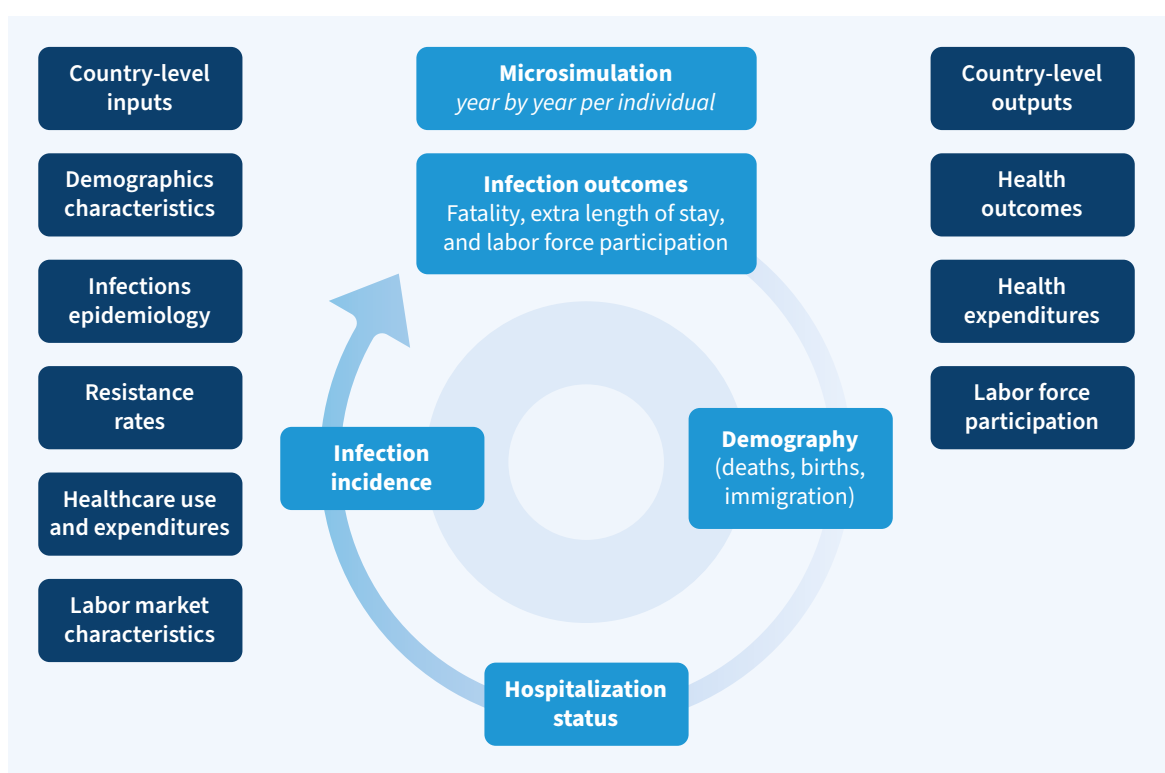 Country-level
inputs
Demographics
characteristics
Infections
epidemiology
Resistance
rates
Healthcare use
and expenditures
Labor market
characteristics
Microsimulation
year by year per individual
Infection outcomes
Fatality, extra length of stay,
and labor force participation
Demography
(deaths, births,
immigration)
Hospitalization
status
Infection
incidence
Country-level
outputs
Health
outcomes
Health
expenditures
Labor force
participation